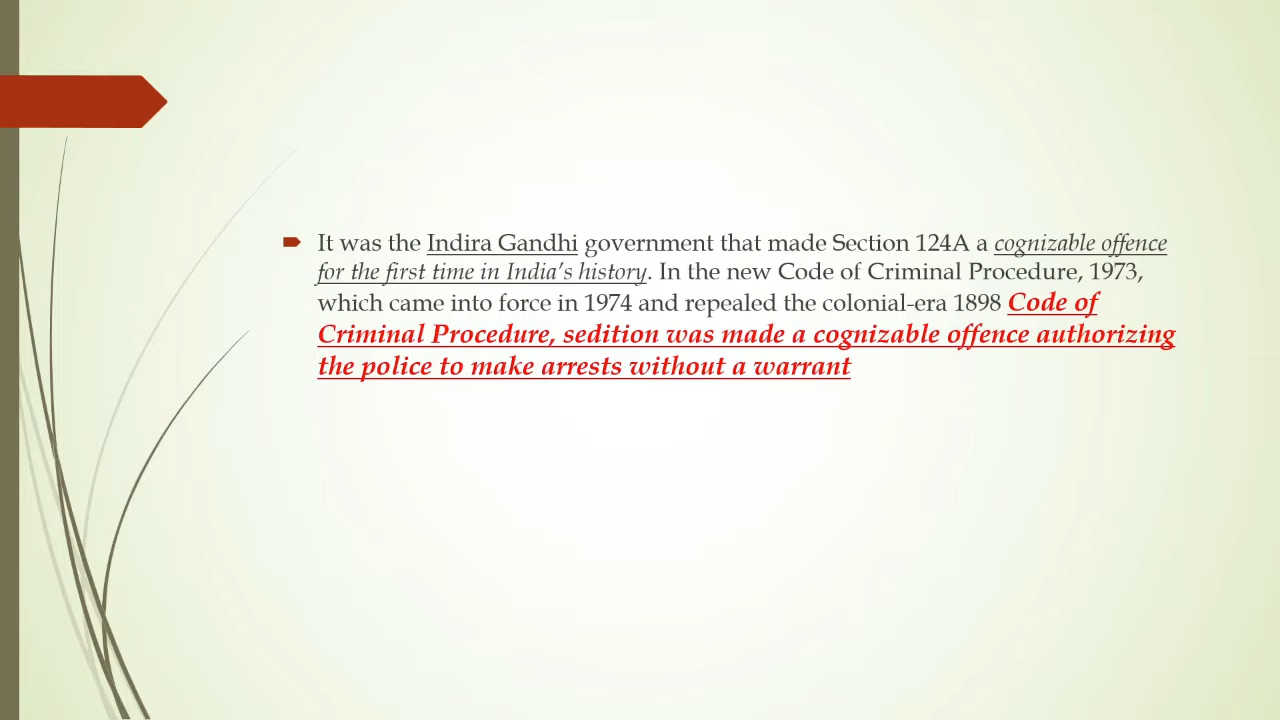 It was the Indira Gandhi government that made Section 124A a cognizable offence
for the first time in India’s history. In the new Code of Criminal Procedure, 1973,
which came into force in 1974 and repealed the colonial-era 1898 Code of
Criminal Procedure, sedition was made a cognizable offence authorizing
the police to make arrests without a warrant